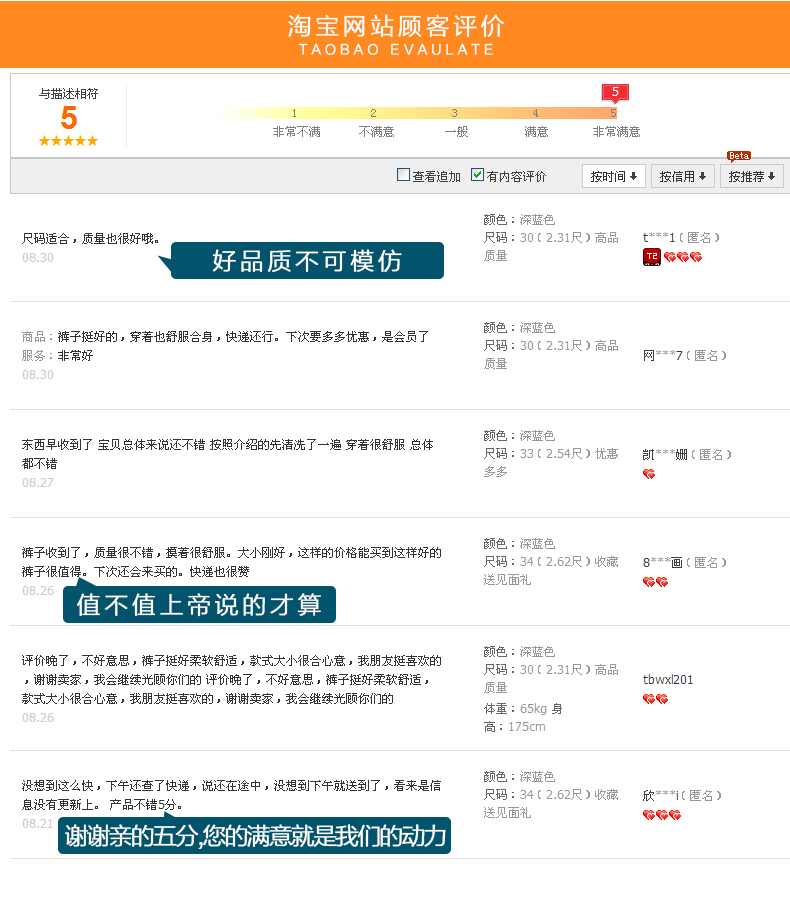 淘宝网站顾客评价
TAOBAO EVAULATE
与描述相符
5
5
1 2 3 4 5
非常不满 不满意 一般 满意 非常满意
Beta
查看追加 有内容评价 按时间 按信用 按推荐
尺码适合，质量也很好哦。
08.30
好品质不可模仿
颜色：深蓝色
尺码：30（2.31尺）高品
质量
t***1（匿名）
T2
商品：裤子挺好的，穿着也舒服合身，快递还行。下次要多多优惠，是会员了
服务：非常好
08.30
颜色：深蓝色
尺码：30（2.31尺）高品
质量
网***7（匿名）
东西早收到了 宝贝总体来说还不错 按照介绍的先清洗了一遍 穿着很舒服 总体
都不错
08.27
颜色：深蓝色
尺码：33（2.54尺）优惠
多多
凯***姗（匿名）
裤子收到了，质量很不错，摸着很舒服。大小刚好，这样的价格能买到这样好的
裤子很值得。下次还会来买的。快递也很赞
08.26
值不值上帝说的才算
颜色：深蓝色
尺码：34（2.62尺）收藏
送见面礼
8***画（匿名）
评价晚了，不好意思，裤子挺好柔软舒适，款式大小很合心意，我朋友挺喜欢的
，谢谢卖家，我会继续光顾你们的 评价晚了，不好意思，裤子挺好柔软舒适，
款式大小很合心意，我朋友挺喜欢的，谢谢卖家，我会继续光顾你们的
08.26
颜色：深蓝色
尺码：30（2.31尺）高品
质量
体重：65kg 身
高：175cm
tbwxl201
没想到这么快，下午还查了快递，说还在途中，没想到下午就送到了，看来是信
息没有更新上。 产品不错5分。
08.21
谢谢亲的五分,您的满意就是我们的动力
颜色：深蓝色
尺码：34（2.62尺）收藏
送见面礼
欣***i（匿名）